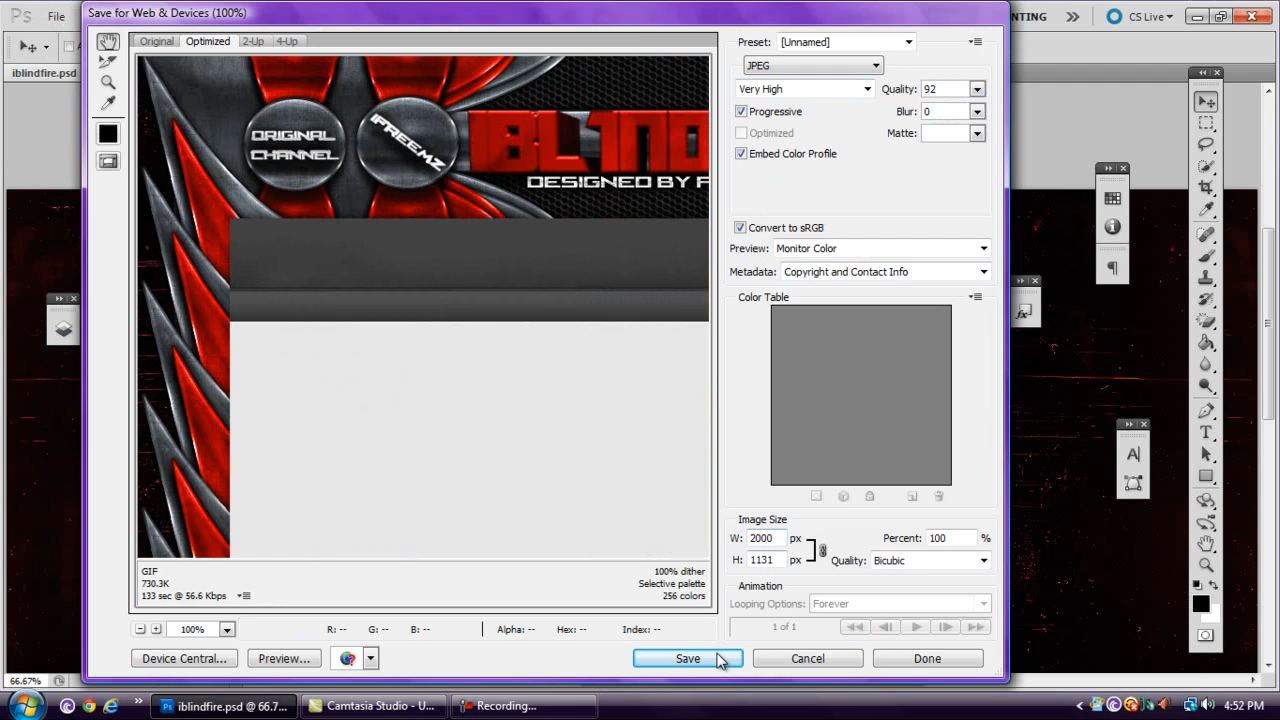 Save for Web & Devices (100%)
Ps File
NTING
CS Live
iblindfire.psd
Original Optimized 2-Up 4-Up
ORIGINAL
CHANNEL
IFREEMZ
DESIGNED BY F
Preset: [Unnamed]
JPEG
Very High Quality: 92
Progressive Blur: 0
Optimized Matte:
Embed Color Profile
Convert to sRGB
Preview: Monitor Color
Metadata: Copyright and Contact Info
Color Table
Image Size
W: 2000 px Percent: 100 %
H: 1131 px Quality: Bicubic
Animation
Looping Options: Forever
1 of 1
GIF 100% dither
730.3K Selective palette
133 sec @ 56.6 Kbps 256 colors
100% R: -- G: -- B: -- Alpha: -- Hex: -- Index: --
Device Central... Preview... Save Cancel Done
66.67%
iblindfire.psd @ 66.7... Camtasia Studio - U... Recording... 4:52 PM